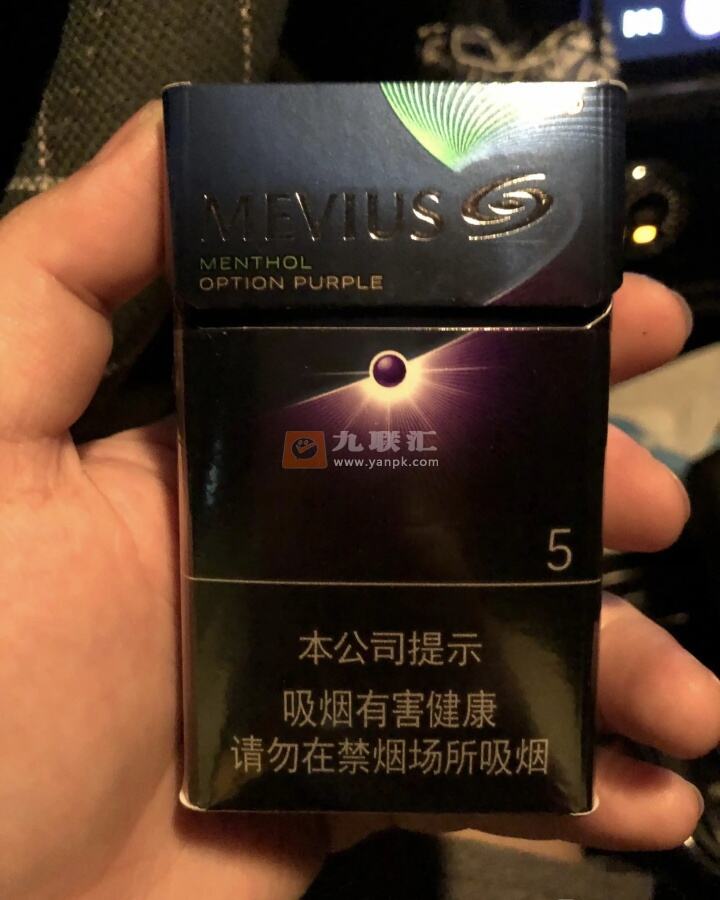 MEVIUS
MENTHOL
OPTION PURPLE
九联汇
www.yanpk.com
5
本公司提示
吸烟有害健康
请勿在禁烟场所吸烟